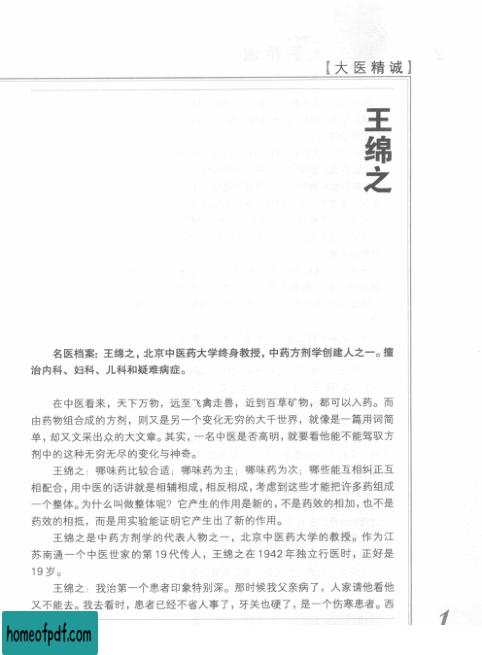 【大医精诚】
王绵之
名医档案：王绵之，北京中医药大学终身教授，中药方剂学创建人之一。擅
治内科、妇科、儿科和疑难病症。
在中医看来，天下万物，远至飞禽走兽，近到百草矿物，都可以入药。而
由药物组合成的方剂，则又是另一个变化无穷的大千世界，就像是一篇用词简
单，却又文采出众的大文章。其实，一名中医是否高明，就要看他能不能驾驭方
剂中的这种无穷无尽的变化与神奇。
王绵之：哪味药比较合适；哪味药为主；哪味药为次；哪些能互相纠正互
相配合，用中医的话讲就是相辅相成，相反相成，考虑到这些才能把许多药组成
一个整体。为什么叫做整体呢？它产生的作用是新的，不是药效的相加，也不是
药效的相抵，而是用实验能证明它产生出了新的作用。
王绵之是中药方剂学的代表人物之一，北京中医药大学的教授。作为江
苏南通一个中医世家的第19代传人，王绵之在1942年独立行医时，正好是
19岁。
王绵之：我治第一个患者印象特别深。那时候我父亲病了，人家请他看他
又不能去。我去看时，患者已经不省人事了，牙关也硬了，是一个伤寒患者。西
1
homeofpdf.com